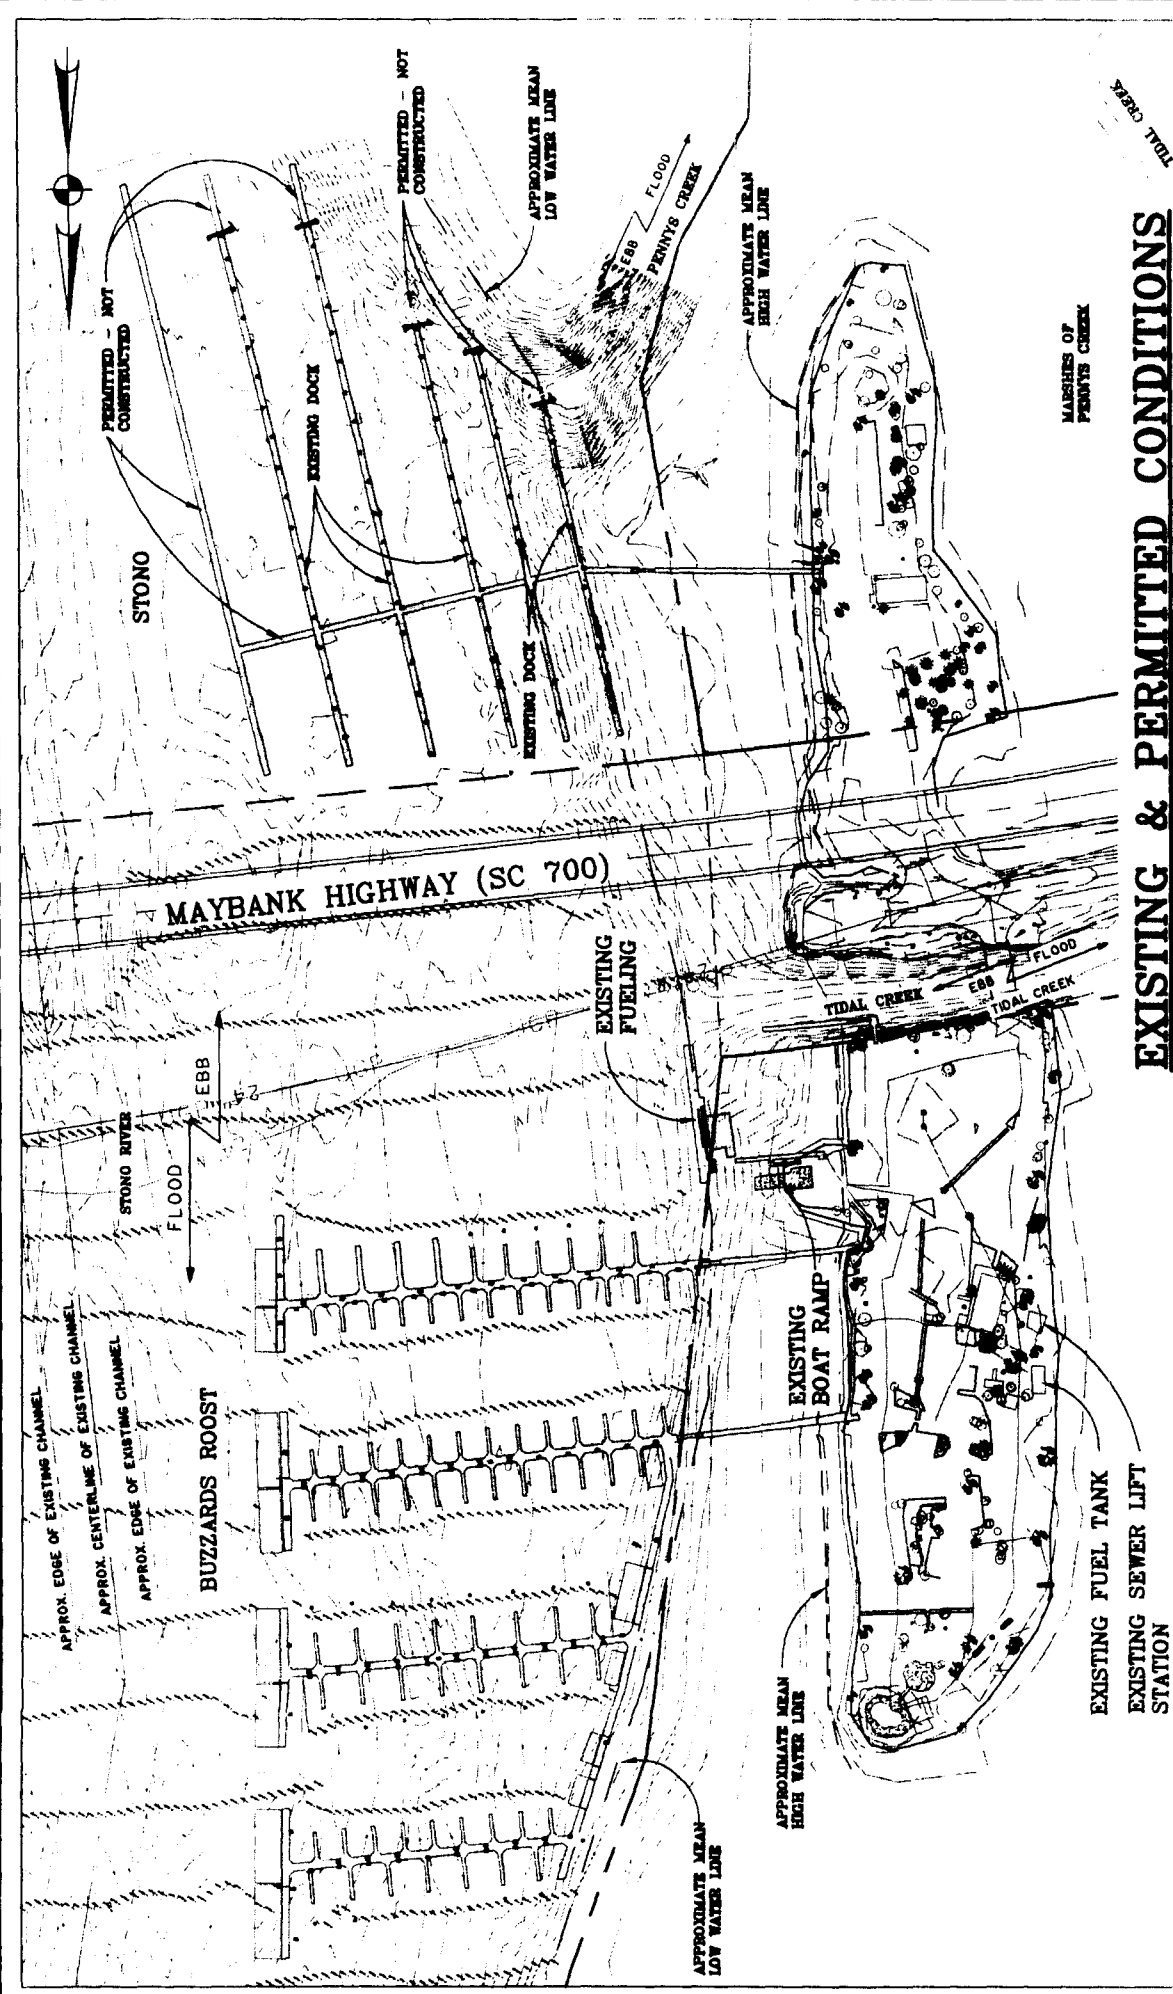 APPROX. EDGE OF EXISTING CHANNEL
APPROX. CENTERLINE OF EXISTING CHANNEL
APPROX. EDGE OF EXISTING CHANNEL
STONO RIVER
FLOOD
EBB
24
BUZZARDS ROOST
MAYBANK HIGHWAY (SC 700)
STONO
PERMITTED - NOT
CONSTRUCTED
EXISTING DOCK
PERMITTED - NOT
CONSTRUCTED
APPROXIMATE MEAN
LOW WATER LINE
EXISTING DOCK
EBB
FLOOD
PENNYS CREEK
APPROXIMATE MEAN
HIGH WATER LINE
TIDAL CREEK
MARSHES OF
PENNYS CREEK
EXISTING
FUELING
TIDAL CREEK
EBB
FLOOD
TIDAL CREEK
EXISTING
BOAT RAMP
APPROXIMATE MEAN
LOW WATER LINE
APPROXIMATE MEAN
HIGH WATER LINE
EXISTING FUEL TANK
EXISTING SEWER LIFT
STATION
EXISTING & PERMITTED CONDITIONS